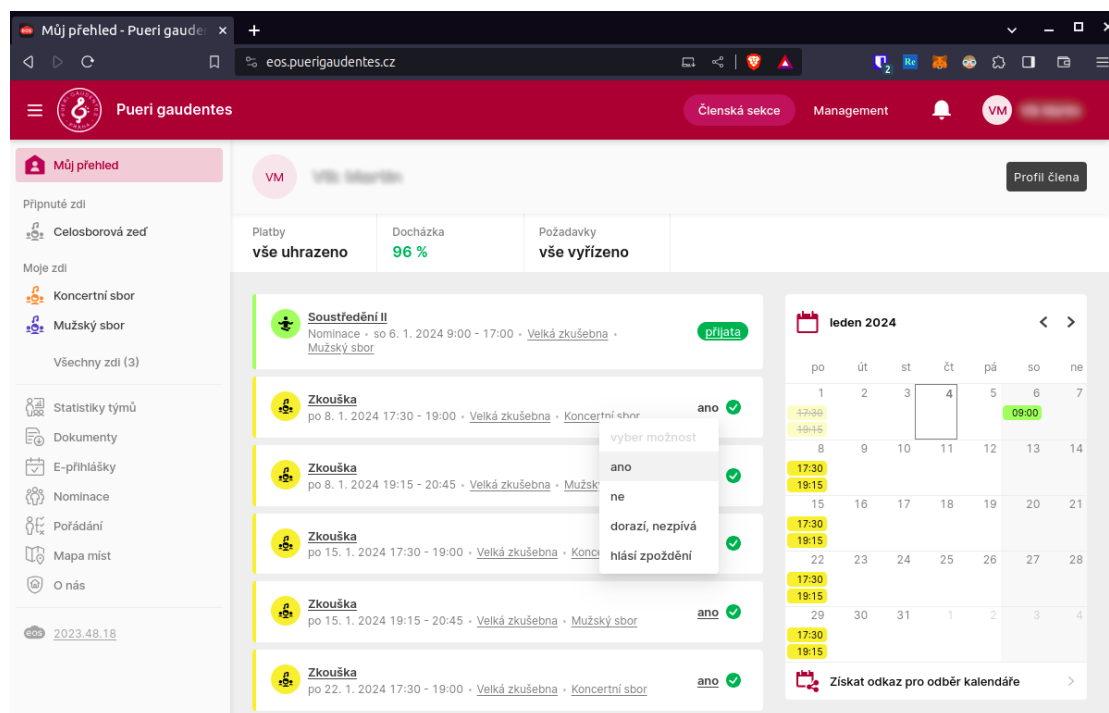 Můj přehled - Pueri gaude
eos.puerigaudentes.cz
2
Re
PUERI GAUDENTES
PRAHA
Pueri gaudentes
Členská sekce
Management
VM
Můj přehled
Připnuté zdi
Celosborová zeď
Moje zdi
Koncertní sbor
Mužský sbor
Všechny zdi (3)
Statistiky týmů
Dokumenty
E-přihlášky
Nominace
Pořádání
Mapa míst
O nás
eos 2023.48.18
VM
Profil člena
Platby
vše uhrazeno
Docházka
96 %
Požadavky
vše vyřízeno
Soustředění II
Nominace • so 6. 1. 2024 9:00 - 17:00 • Velká zkušebna •
Mužský sbor
přijata
Zkouška
po 8. 1. 2024 17:30 - 19:00 • Velká zkušebna • Koncertní sbor
ano
Zkouška
po 8. 1. 2024 19:15 - 20:45 • Velká zkušebna • Mužsk
Zkouška
po 15. 1. 2024 17:30 - 19:00 • Velká zkušebna • Konce
Zkouška
po 15. 1. 2024 19:15 - 20:45 • Velká zkušebna • Mužský sbor
ano
Zkouška
po 22. 1. 2024 17:30 - 19:00 • Velká zkušebna • Koncertní sbor
ano
vyber možnost
ano
ne
dorazí, nezpívá
hlásí zpoždění
leden 2024
po út st čt pá so ne
1 2 3 4 5 6 7
17:30 09:00
19:15
8 9 10 11 12 13 14
17:30
19:15
15 16 17 18 19 20 21
17:30
19:15
22 23 24 25 26 27 28
17:30
19:15
29 30 31 1 2 3 4
17:30
19:15
Získat odkaz pro odběr kalendáře